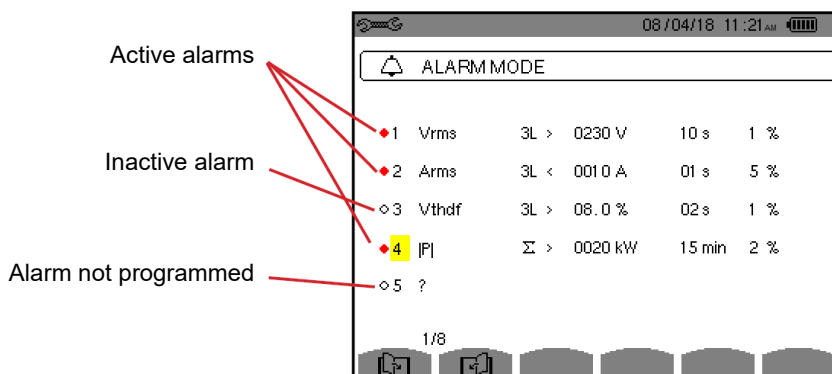 08/04/18 11:21 AM
Active alarms
ALARM MODE
1 Vrms 3L > 0230 V 10 s 1 %
Inactive alarm
2 Arms 3L < 0010 A 01 s 5 %
3 Vthdf 3L > 08.0 % 02 s 1 %
4 |P| Σ > 0020 kW 15 min 2 %
Alarm not programmed
5 ?
1/8